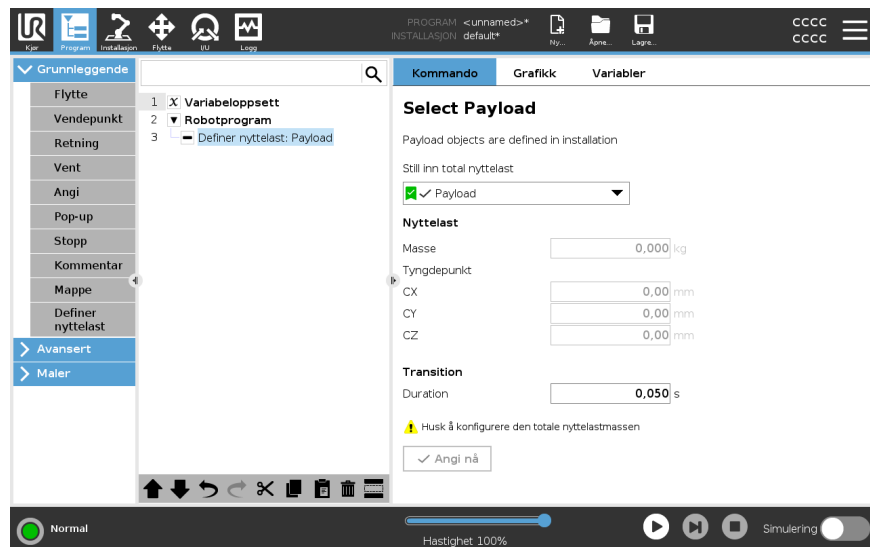 PROGRAM <unnamed>*
INSTALLASJON default*
UR
Kjør
Program
Installasjon
Flytte
I/U
Logg
Ny...
Åpne...
Lagre...
CCCC
CCCC
Grunnleggende
Flytte
Vendepunkt
Retning
Vent
Angi
Pop-up
Stopp
Kommentar
Mappe
Definer
nyttelast
Avansert
Maler
1 X Variabeloppsett
2 Robotprogram
3 Definer nyttelast: Payload
Kommando Grafikk Variabler
Select Payload
Payload objects are defined in installation
Still inn total nyttelast
Payload
Nyttelast
Masse 0,000 kg
Tyngdepunkt
CX 0,00 mm
CY 0,00 mm
CZ 0,00 mm
Transition
Duration 0,050 s
Husk å konfigurere den totale nyttelastmassen
Angi nå
Normal
Hastighet 100%
Simulering